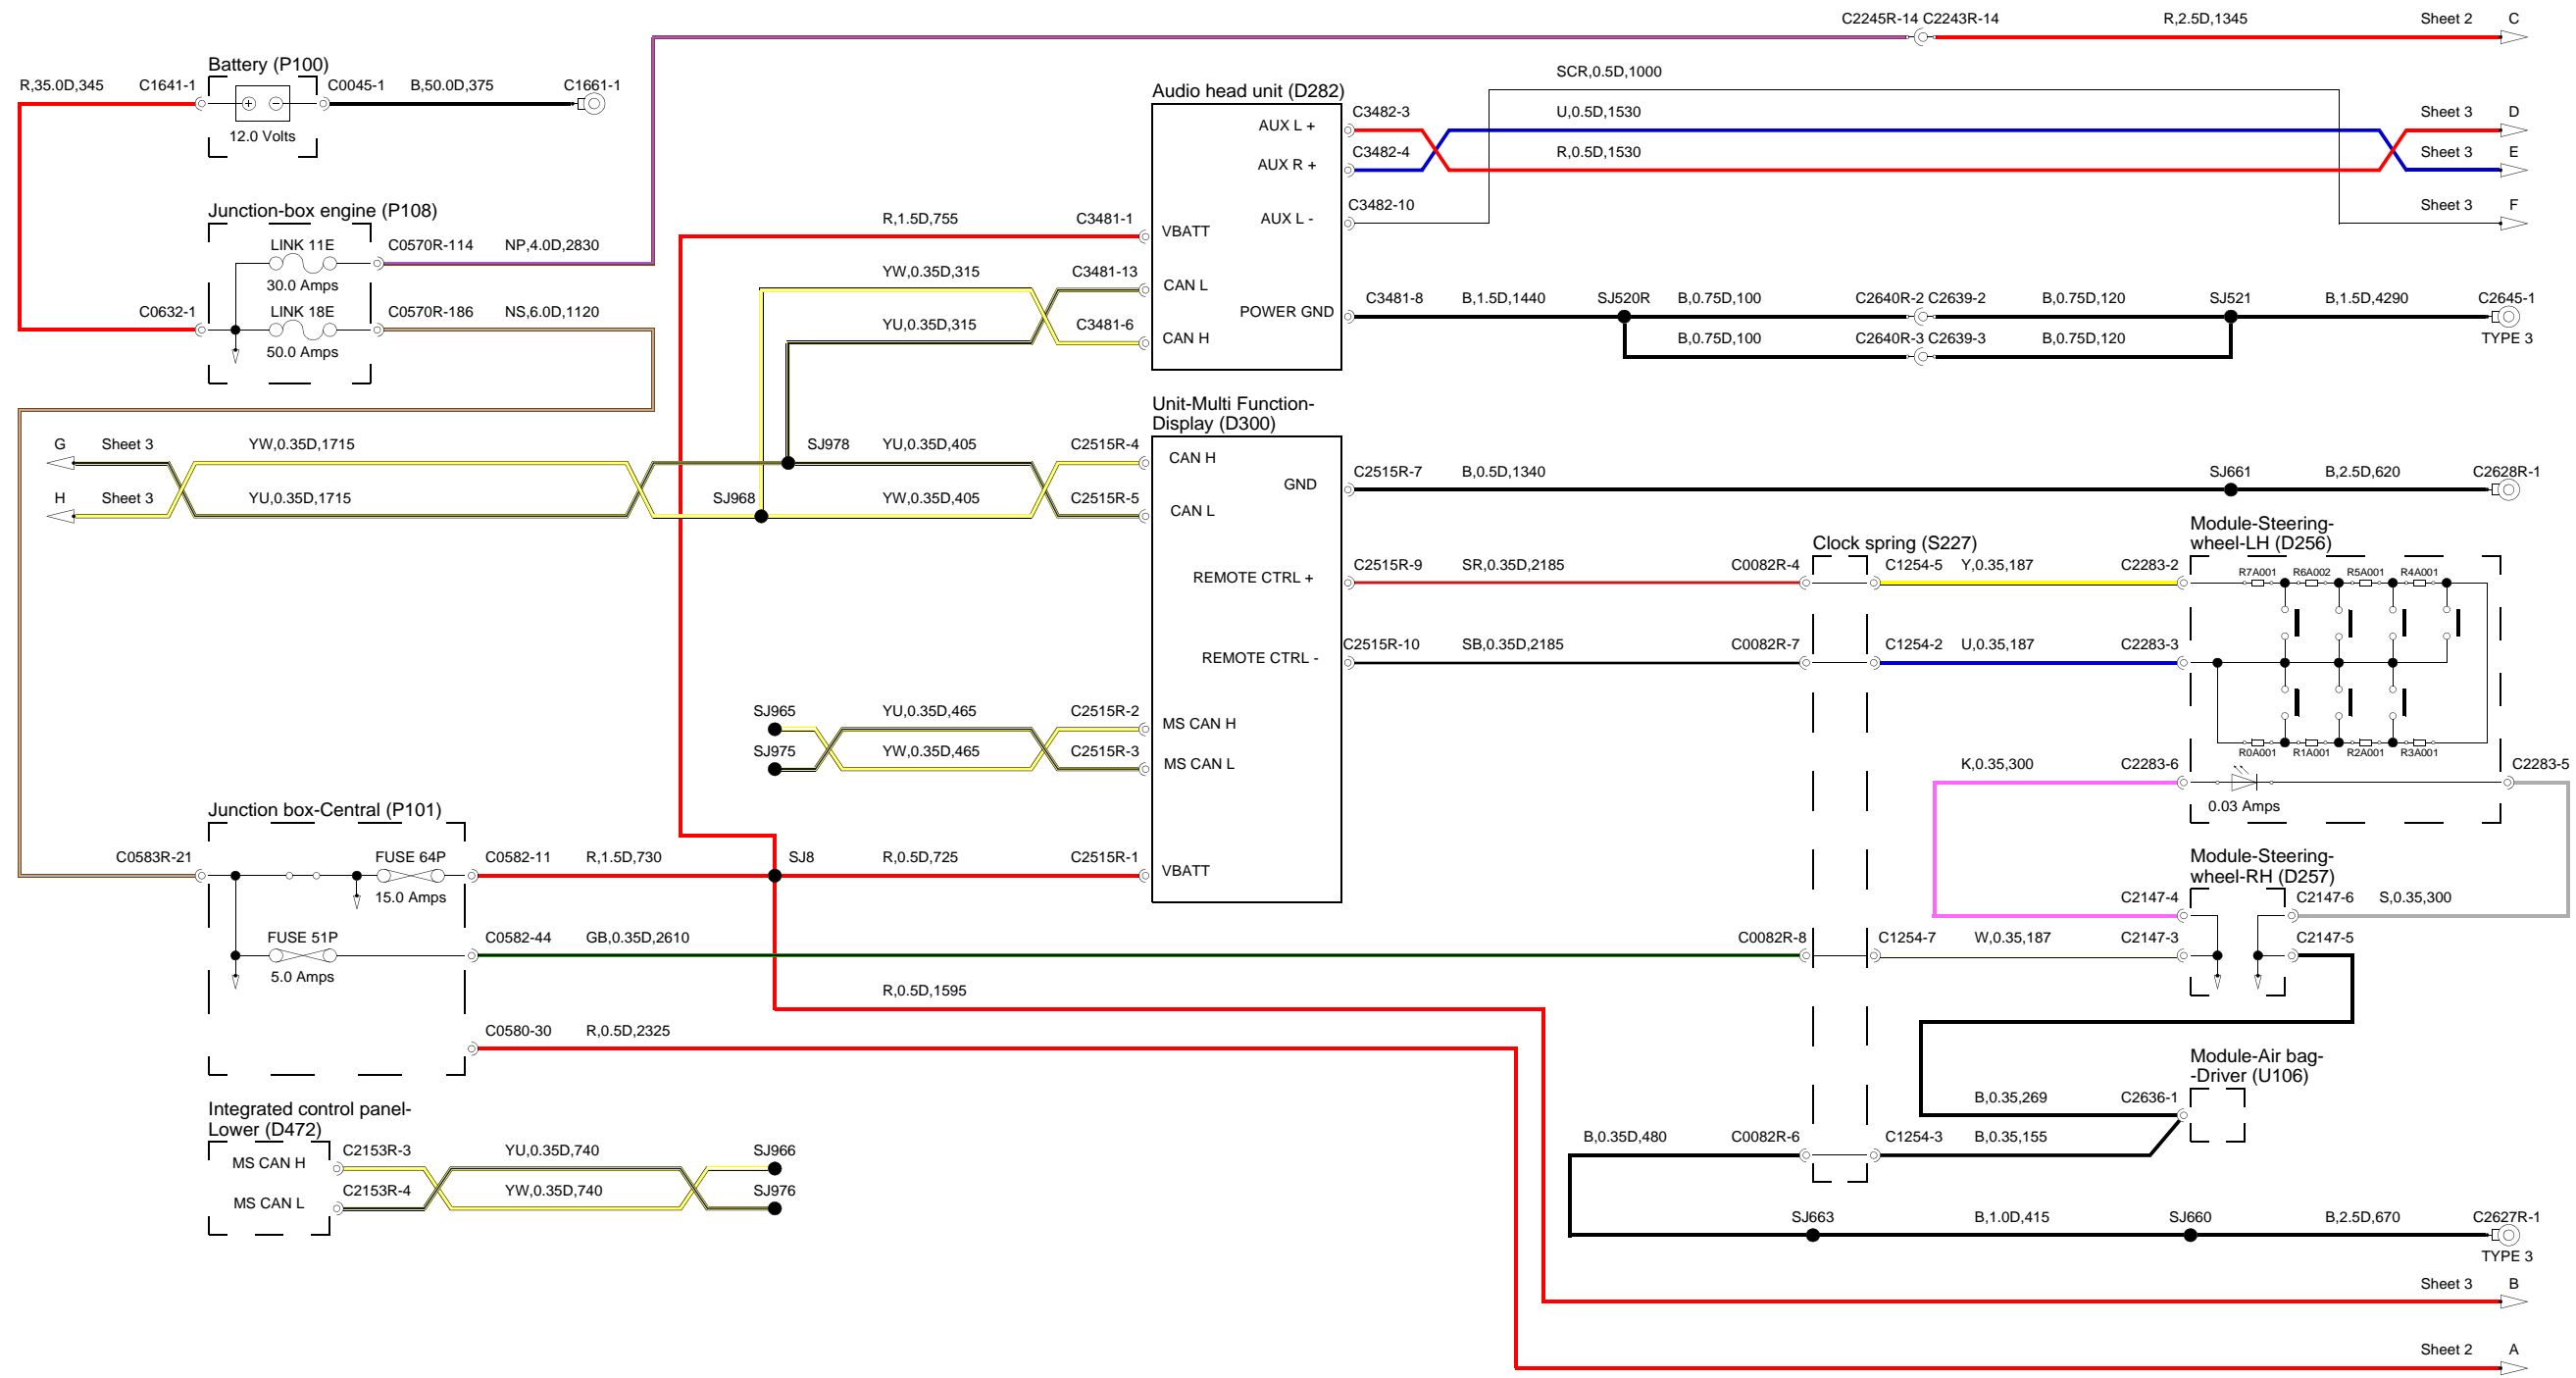 C2245R-14 C2243R-14 R,2.5D,1345 Sheet 2 C
Battery (P100)
R,35.0D,345 C1641-1 C0045-1 B,50.0D,375 C1661-1
12.0 Volts
SCR,0.5D,1000
Audio head unit (D282)
C3482-3 U,0.5D,1530 Sheet 3 D
AUX L +
C3482-4 R,0.5D,1530 Sheet 3 E
AUX R +
C3482-10 Sheet 3 F
AUX L -
Junction-box engine (P108)
R,1.5D,755 C3481-1
VBATT
LINK 11E C0570R-114 NP,4.0D,2830
30.0 Amps
YW,0.35D,315 C3481-13
CAN L
C0632-1 LINK 18E C0570R-186 NS,6.0D,1120
50.0 Amps
YU,0.35D,315 C3481-6
CAN H
POWER GND C3481-8 B,1.5D,1440 SJ520R B,0.75D,100 C2640R-2 C2639-2 B,0.75D,120 SJ521 B,1.5D,4290 C2645-1
B,0.75D,100 C2640R-3 C2639-3 B,0.75D,120 TYPE 3
Unit-Multi Function-
Display (D300)
G Sheet 3 YW,0.35D,1715 SJ978 YU,0.35D,405 C2515R-4
CAN H
H Sheet 3 YU,0.35D,1715 SJ968 YW,0.35D,405 C2515R-5
CAN L
GND C2515R-7 B,0.5D,1340 SJ661 B,2.5D,620 C2628R-1
Clock spring (S227)
Module-Steering-
wheel-LH (D256)
REMOTE CTRL + C2515R-9 SR,0.35D,2185 C0082R-4 C1254-5 Y,0.35,187 C2283-2
R7A001 R6A002 R5A001 R4A001
REMOTE CTRL - C2515R-10 SB,0.35D,2185 C0082R-7 C1254-2 U,0.35,187 C2283-3
R0A001 R1A001 R2A001 R3A001
SJ965 YU,0.35D,465 C2515R-2
MS CAN H
SJ975 YW,0.35D,465 C2515R-3
MS CAN L
K,0.35,300 C2283-6 C2283-5
0.03 Amps
Junction box-Central (P101)
C0583R-21 FUSE 64P C0582-11 R,1.5D,730 SJ8 R,0.5D,725 C2515R-1
VBATT
15.0 Amps
Module-Steering-
wheel-RH (D257)
C2147-4 C2147-6 S,0.35,300
FUSE 51P C0582-44 GB,0.35D,2610 C0082R-8 C1254-7 W,0.35,187 C2147-3 C2147-5
5.0 Amps
R,0.5D,1595
C0580-30 R,0.5D,2325
Module-Air bag-
-Driver (U106)
B,0.35,269 C2636-1
Integrated control panel-
Lower (D472)
MS CAN H C2153R-3 YU,0.35D,740 SJ966
MS CAN L C2153R-4 YW,0.35D,740 SJ976
B,0.35D,480 C0082R-6 C1254-3 B,0.35,155
SJ663 B,1.0D,415 SJ660 B,2.5D,670 C2627R-1
TYPE 3
Sheet 3 B
Sheet 2 A